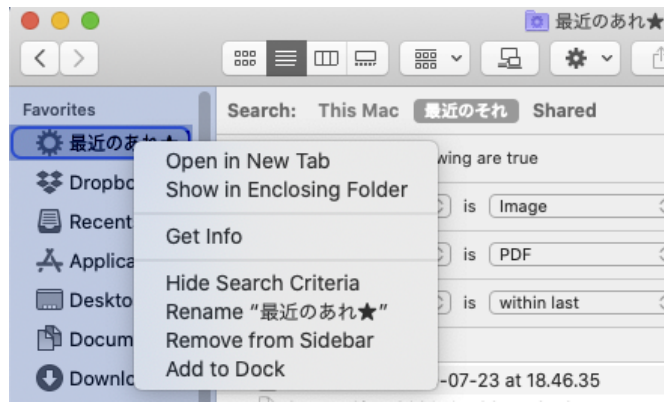 最近のあれ★
Favorites
Search: This Mac 最近のそれ Shared
最近のあれ★
wing are true
Open in New Tab
Show in Enclosing Folder
Get Info
Hide Search Criteria
Rename “最近のあれ★”
Remove from Sidebar
Add to Dock
Dropbo
is Image
Recent
Applica
is PDF
Deskto
is within last
Docum
Downlo
-07-23 at 18.46.35